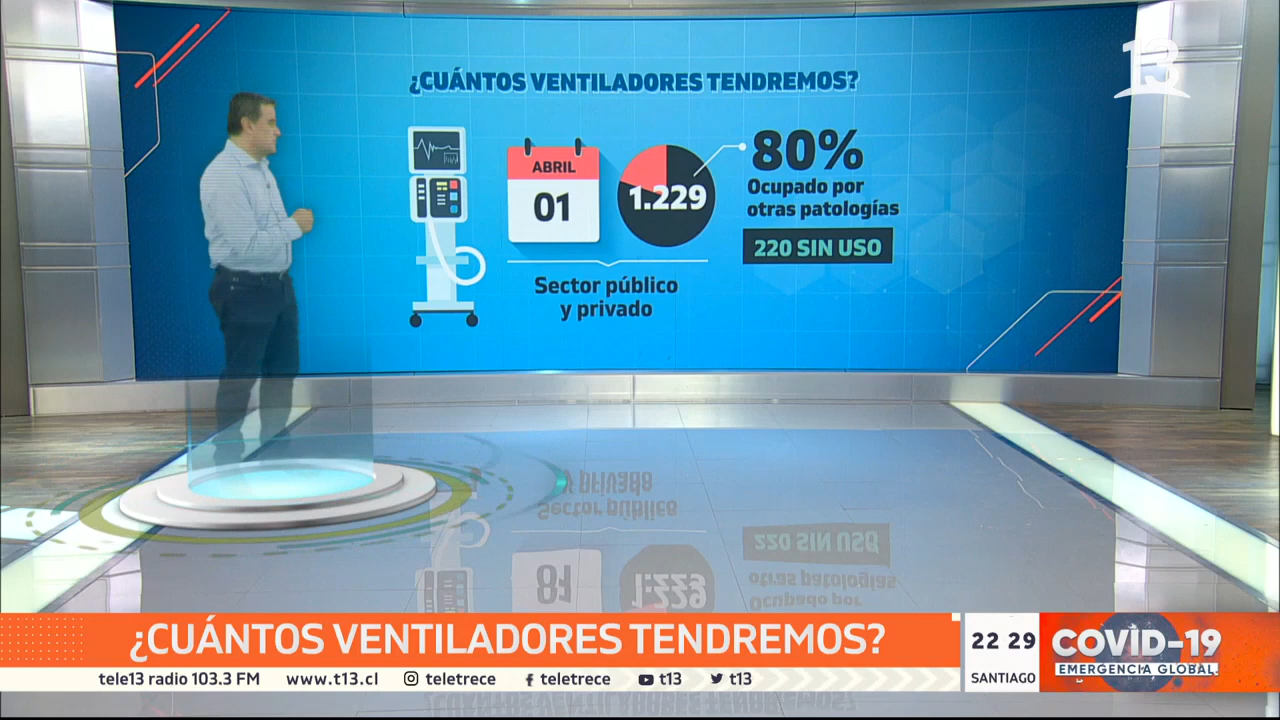 13
¿CUÁNTOS VENTILADORES TENDREMOS?
ABRIL
01
1.229
80%
Ocupado por
otras patologías
220 SIN USO
Sector público
y privado
¿CUÁNTOS VENTILADORES TENDREMOS?
22 29
SANTIAGO
COVID-19
EMERGENCIA GLOBAL.
tele13 radio 103.3 FM
www.t13.cl
teletrece
teletrece
t13
t13